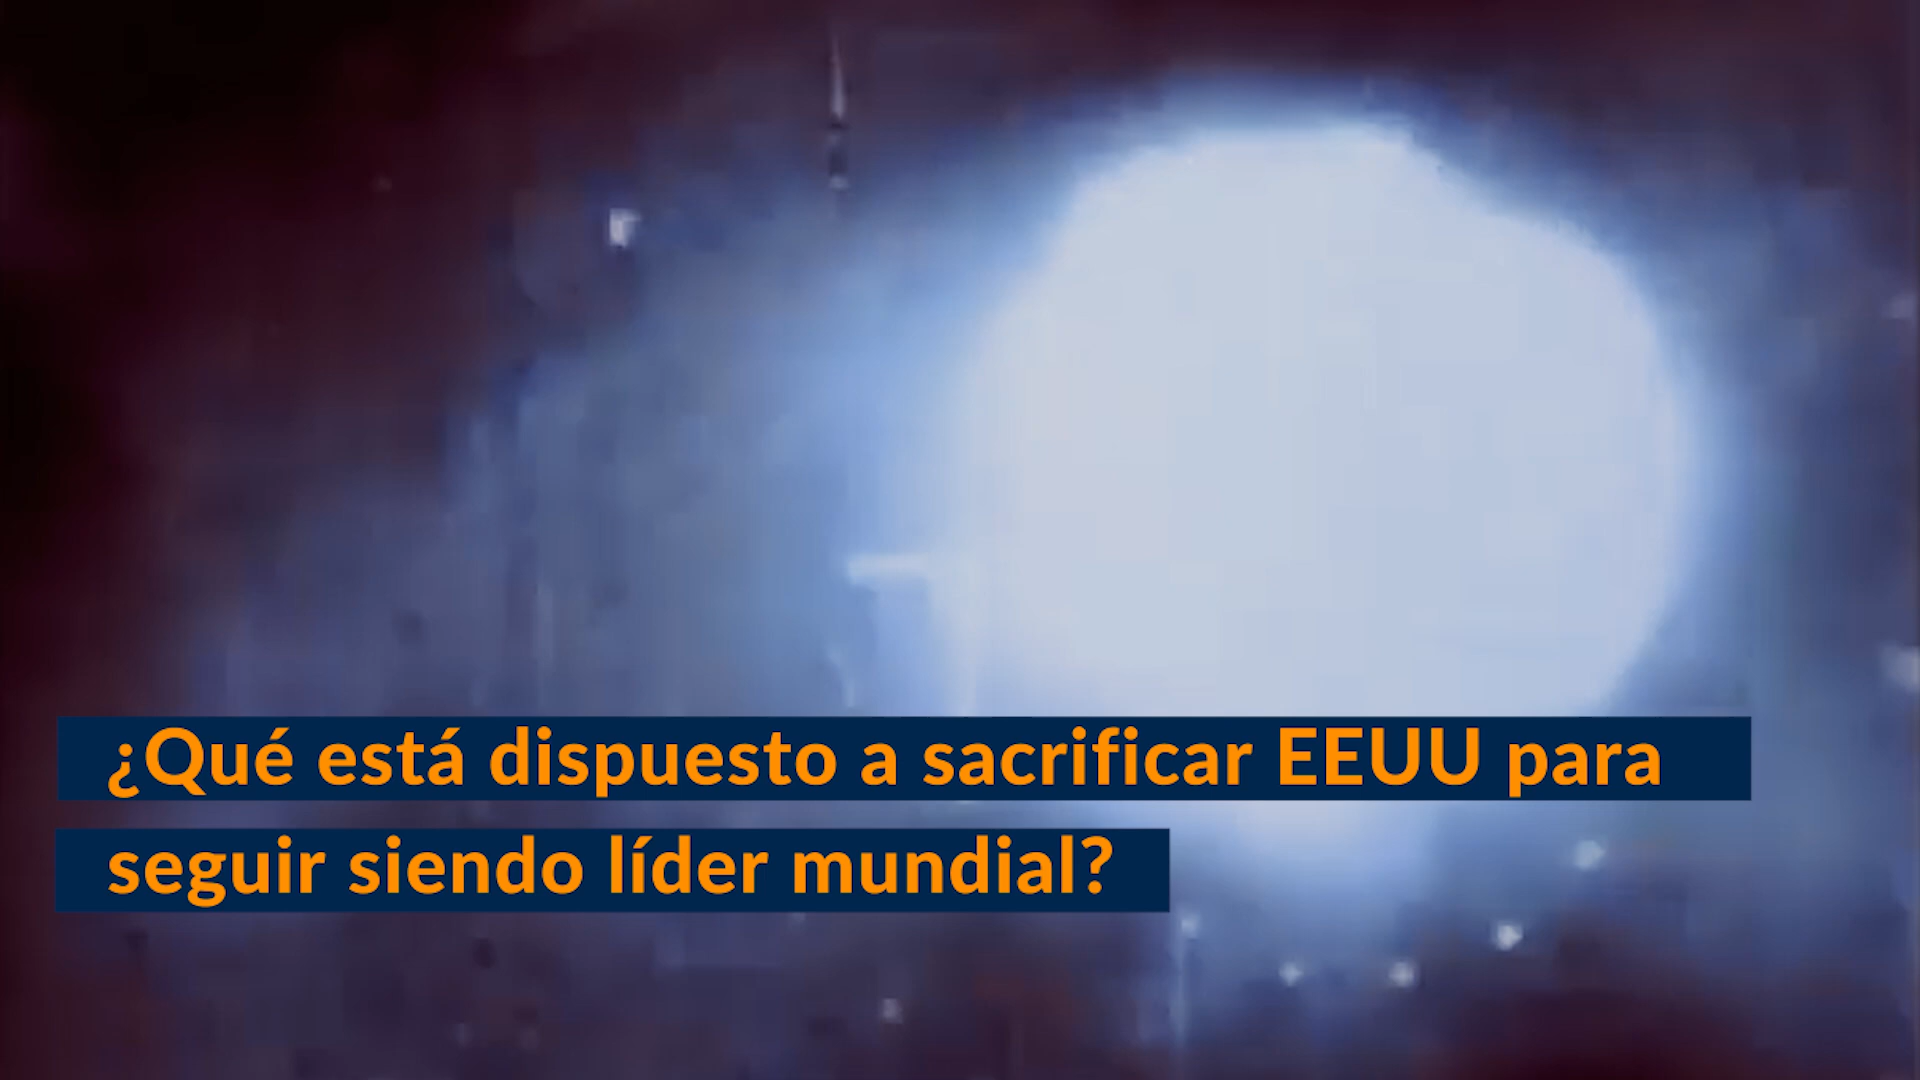 ¿Qué está dispuesto a sacrificar EEUU para
seguir siendo líder mundial?